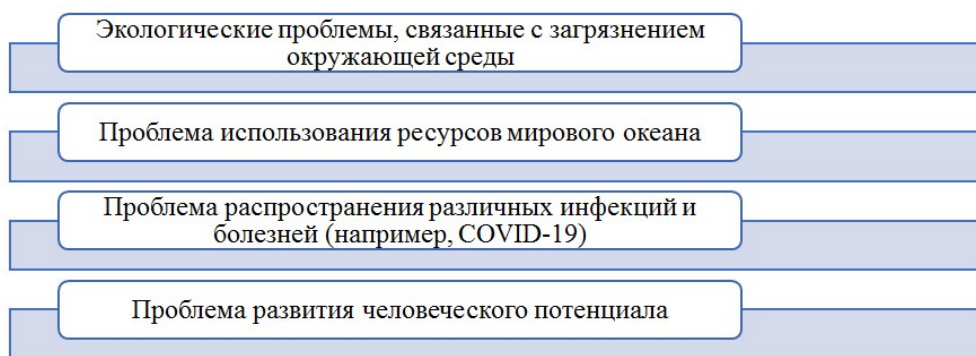 Экологические проблемы, связанные с загрязнением
окружающей среды
Проблема использования ресурсов мирового океана
Проблема распространения различных инфекций и
болезней (например, COVID-19)
Проблема развития человеческого потенциала